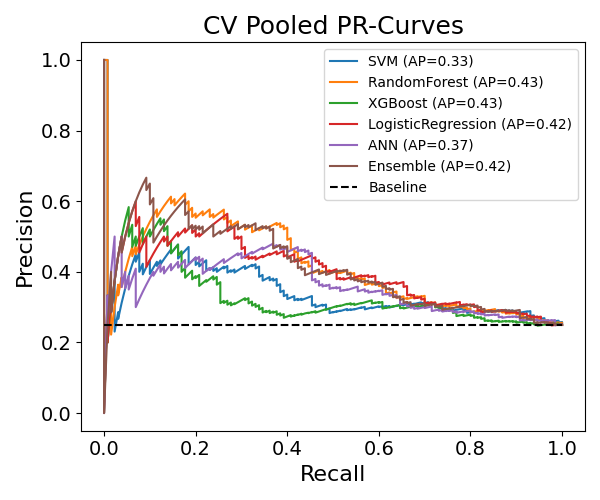 CV Pooled PR-Curves
Precision
1.0
0.8
0.6
0.4
0.2
0.0
SVM (AP=0.33)
RandomForest (AP=0.43)
XGBoost (AP=0.43)
LogisticRegression (AP=0.42)
ANN (AP=0.37)
Ensemble (AP=0.42)
Baseline
0.0 0.2 0.4 0.6 0.8 1.0
Recall